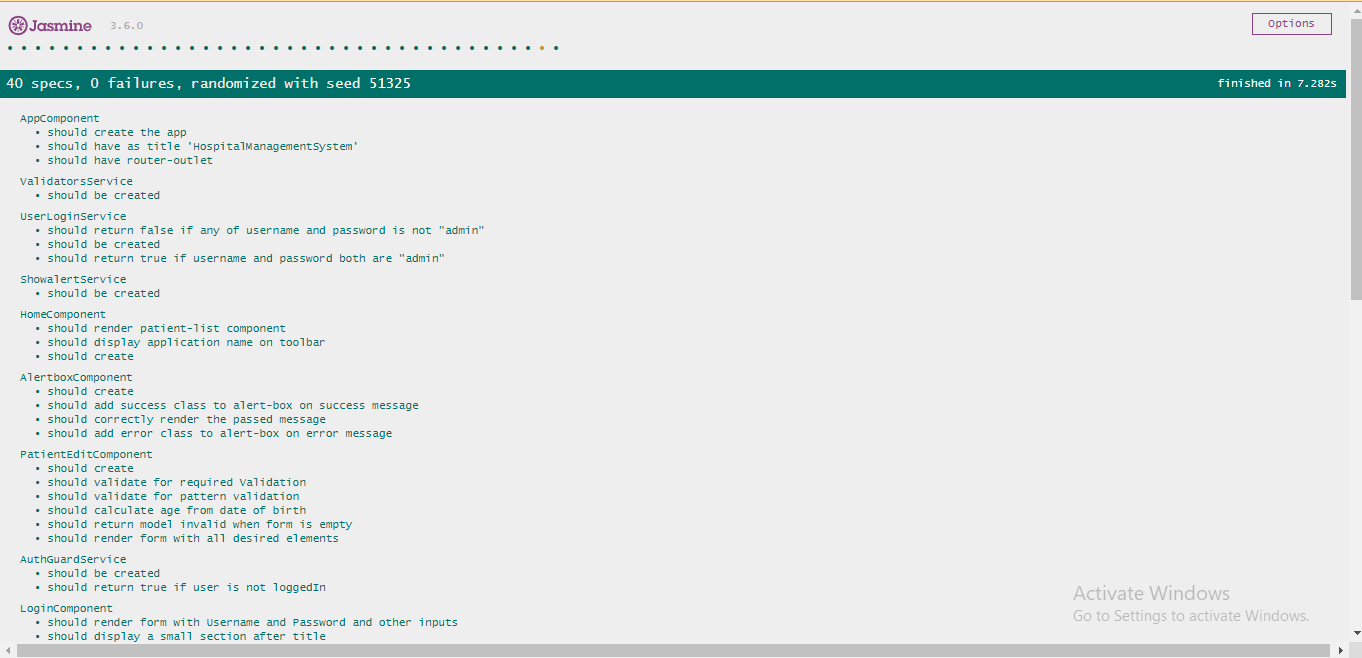 Jasmine 3.6.0 Options
40 specs, 0 failures, randomized with seed 51325 finished in 7.282s
AppComponent
• should create the app
• should have as title 'HospitalManagementSystem'
• should have router-outlet
ValidatorsService
• should be created
UserLoginService
• should return false if any of username and password is not "admin"
• should be created
• should return true if username and password both are "admin"
ShowalertService
• should be created
HomeComponent
• should render patient-list component
• should display application name on toolbar
• should create
AlertboxComponent
• should create
• should add success class to alert-box on success message
• should correctly render the passed message
• should add error class to alert-box on error message
PatientEditComponent
• should create
• should validate for required Validation
• should validate for pattern validation
• should calculate age from date of birth
• should return model invalid when form is empty
• should render form with all desired elements
AuthGuardService
• should be created
• should return true if user is not loggedIn
LoginComponent
• should render form with Username and Password and other inputs
• should display a small section after title
Activate Windows
Go to Settings to activate Windows.